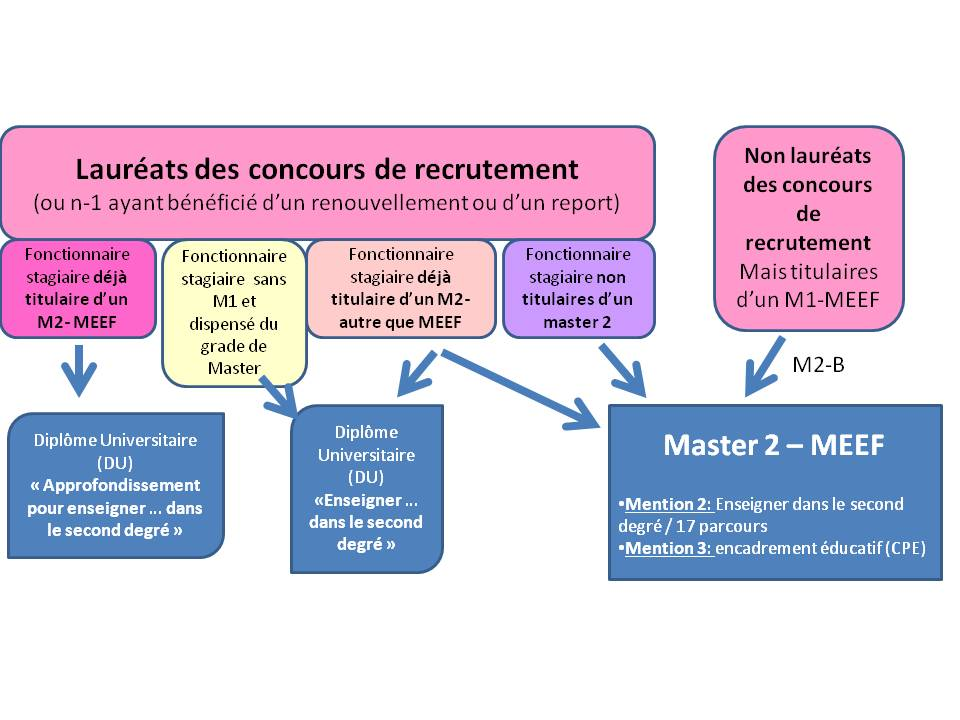 Lauréats des concours de recrutement
(ou n-1 ayant bénéficié d'un renouvellement ou d'un report)
Non lauréats
des concours
de
recrutement
Mais titulaires
d'un M1-MEEF
Fonctionnaire
stagiaire déjà
titulaire d'un
M2- MEEF
Fonctionnaire
stagiaire sans
M1 et
dispensé du
grade de
Master
Fonctionnaire
stagiaire déjà
titulaire d'un M2-
autre que MEEF
Fonctionnaire
stagiaire non
titulaires d'un
master 2
M2-B
Diplôme Universitaire
(DU)
« Approfondissement
pour enseigner ... dans
le second degré »
Diplôme
Universitaire
(DU)
«Enseigner ...
dans le second
degré »
Master 2 – MEEF
•Mention 2: Enseigner dans le second
degré / 17 parcours
•Mention 3: encadrement éducatif (CPE)